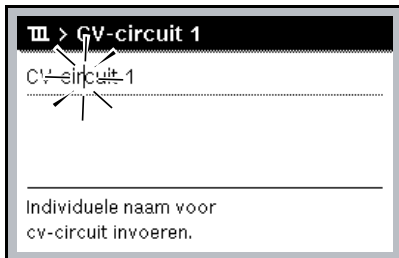 > CV-circuit 1
CV-circuit 1
Individuele naam voor
cv-circuit invoeren.